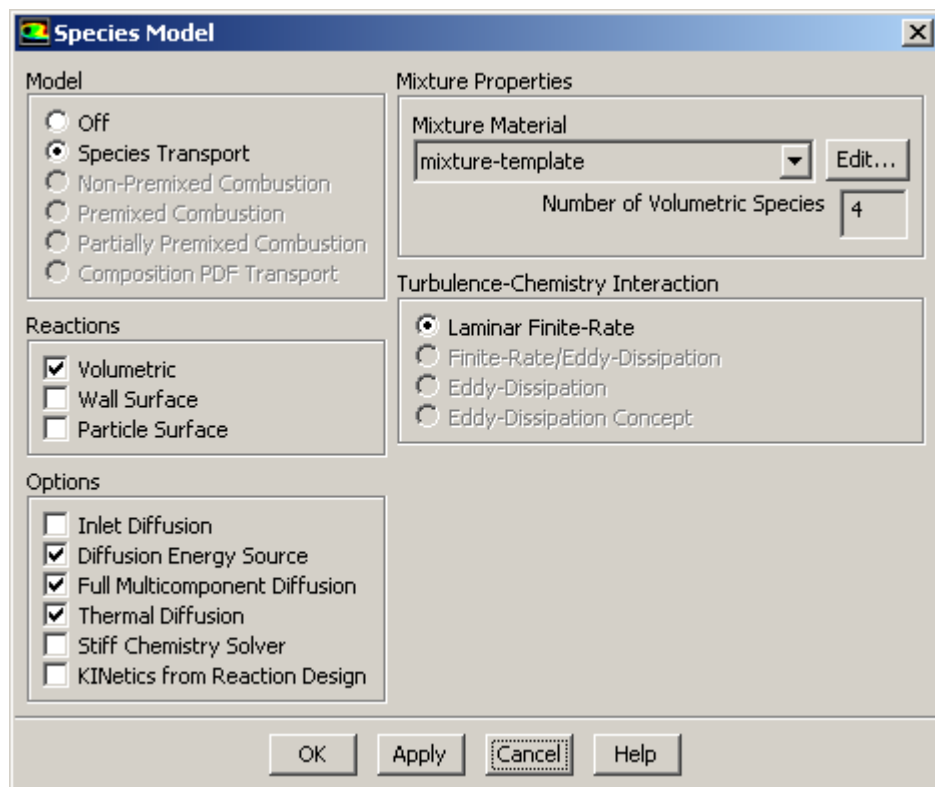 Species Model
Model
Off
Species Transport
Non-Premixed Combustion
Premixed Combustion
Partially Premixed Combustion
Composition PDF Transport
Reactions
Volumetric
Wall Surface
Particle Surface
Options
Inlet Diffusion
Diffusion Energy Source
Full Multicomponent Diffusion
Thermal Diffusion
Stiff Chemistry Solver
KINetics from Reaction Design
Mixture Properties
Mixture Material
mixture-template
Edit...
Number of Volumetric Species
4
Turbulence-Chemistry Interaction
Laminar Finite-Rate
Finite-Rate/Eddy-Dissipation
Eddy-Dissipation
Eddy-Dissipation Concept
OK
Apply
Cancel
Help